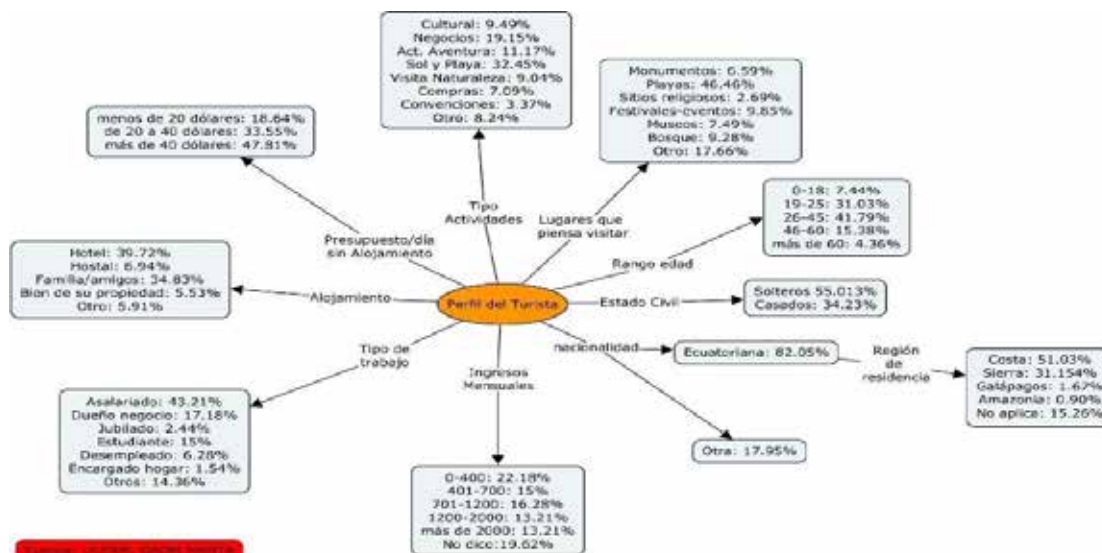 Cultural: 9.49%
Negocios: 19.15%
Act. Aventura: 11.17%
Sol y Playa: 32.45%
Visita Naturaleza: 9.04%
Compras: 7.09%
Convenciones: 3.37%
Otro: 8.24%
Monumentos: 6.59%
Playas: 46.46%
Sitios religiosos: 2.69%
Festivales-eventos: 9.85%
Museos: 7.49%
Bosque: 9.28%
Otro: 17.66%
menos de 20 dólares: 18.64%
de 20 a 40 dólares: 33.55%
más de 40 dólares: 47.81%
0-18: 7.44%
19-25: 31.03%
26-45: 41.79%
46-60: 15.38%
más de 60: 4.36%
Tipo
Actividades
Lugares que
piensa visitar
Presupuesto/día
sin Alojamiento
Rango edad
Hotel: 39.72%
Hostal: 6.94%
Familia/amigos: 34.83%
Bien de su propiedad: 5.53%
Otro: 5.91%
Alojamiento
Perfil del Turista
Estado Civil
Solteros 55.013%
Casados: 34.23%
Tipo de
trabajo
nacionalidad
Ecuatoriana: 82.05%
Región
de
residencia
Costa: 51.03%
Sierra: 31.154%
Galápagos: 1.67%
Amazonia: 0.90%
No aplica: 15.26%
Ingresos
Mensuales
Asalariado: 43.21%
Dueño negocio: 17.18%
Jubilado: 2.44%
Estudiante: 15%
Desempleado: 6.28%
Encargado hogar: 1.54%
Otros: 14.36%
Otra: 17.95%
0-400: 22.18%
401-700: 15%
701-1200: 16.28%
1200-2000: 13.21%
más de 2000: 13.21%
No dice:19.62%